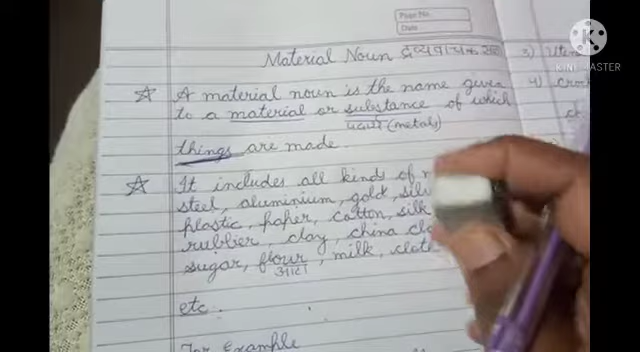 Page No.
Date
Material Noun द्रव्यवाचक संज्ञा
☆ A material noun is the name given
to a material or substance of which
पदार्थ (metals)
things are made.
☆ It includes all kinds of
steel, aluminium, gold,
plastic, paper, cotton, silk
rubber, clay, china
sugar, flour, milk,
आटा
etc.
For Example
3)
4)
KINEMASTER